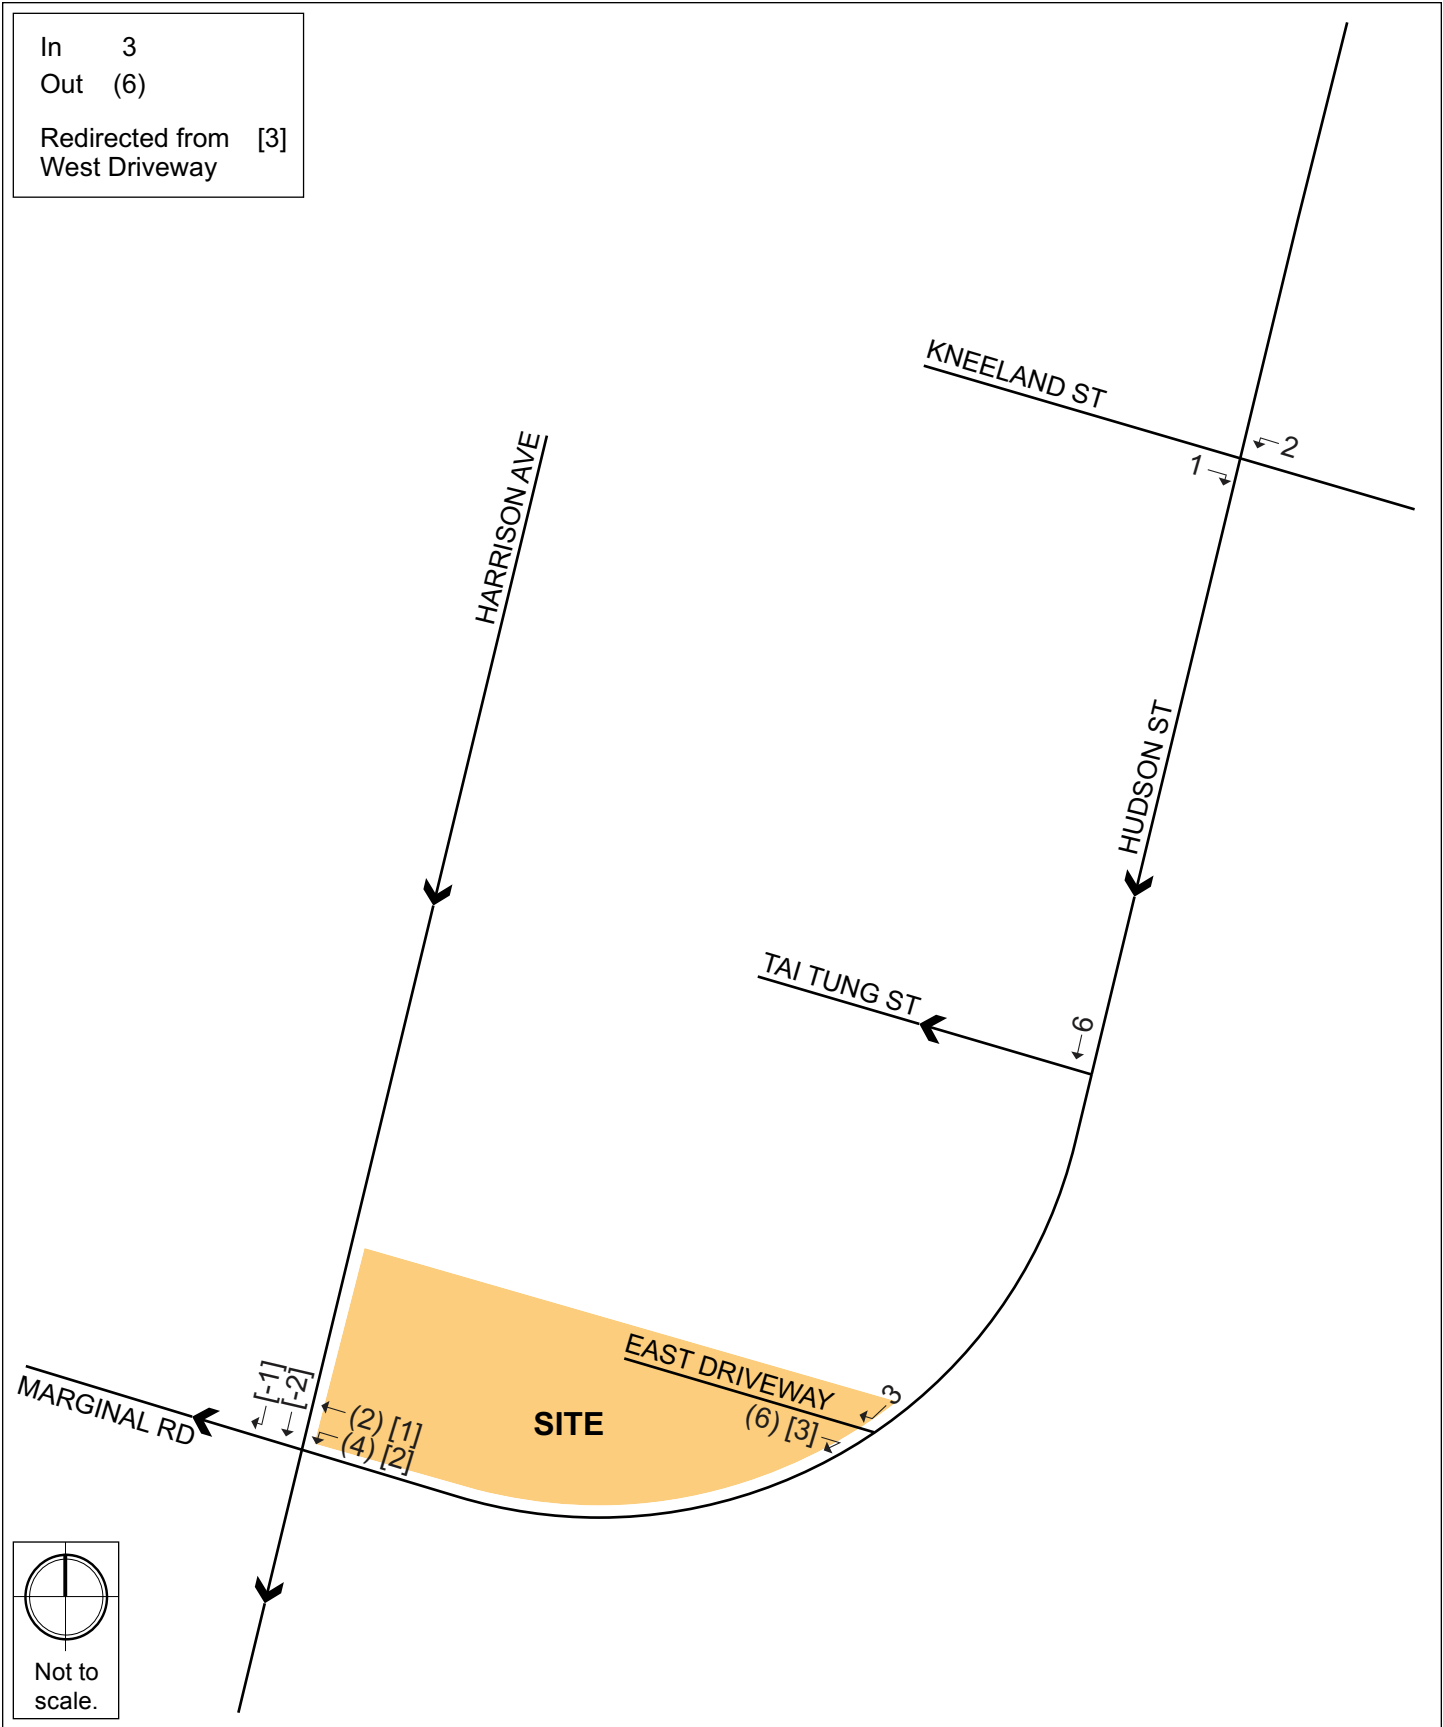 In 3
Out (6)
Redirected from [3]
West Driveway
KNEELAND ST
2
1
HARRISON AVE
HUDSON ST
TAI TUNG ST
6
EAST DRIVEWAY
3
(6) [3]
SITE
[-1]
[-2]
(2) [1]
(4) [2]
MARGINAL RD
Not to
scale.